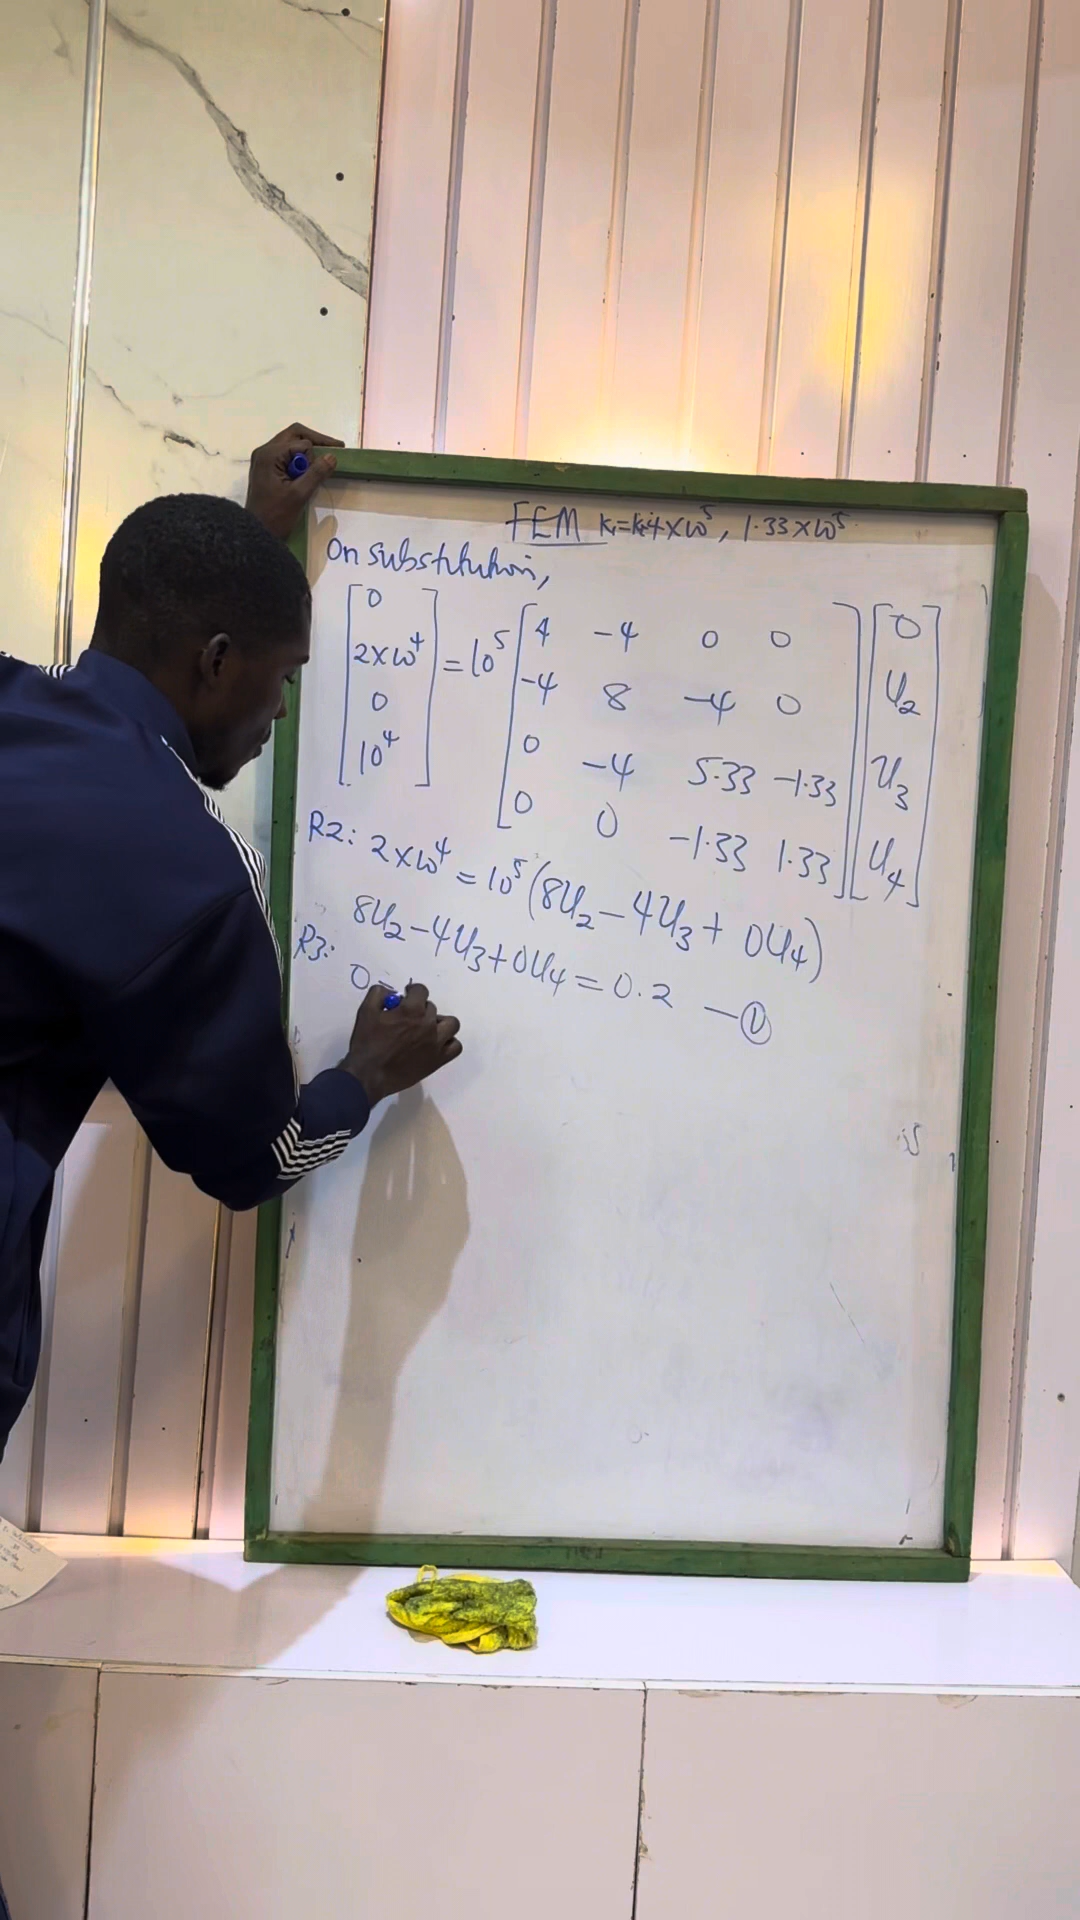 FEM K₁=K₂4×10⁵, 1.33×10⁵
On substitution,
[0 2×10⁴ 0 10⁴] = 10⁵ [4 -4 0 0
-4 8 -4 0
0 -4 5.33 -1.33
0 0 -1.33 1.33] [0 U₂ U₃ U₄]
R2: 2×10⁴ = 10⁵(8U₂ - 4U₃ + 0U₄)
8U₂ - 4U₃ + 0U₄ = 0.2 — ①
R3:
0 =